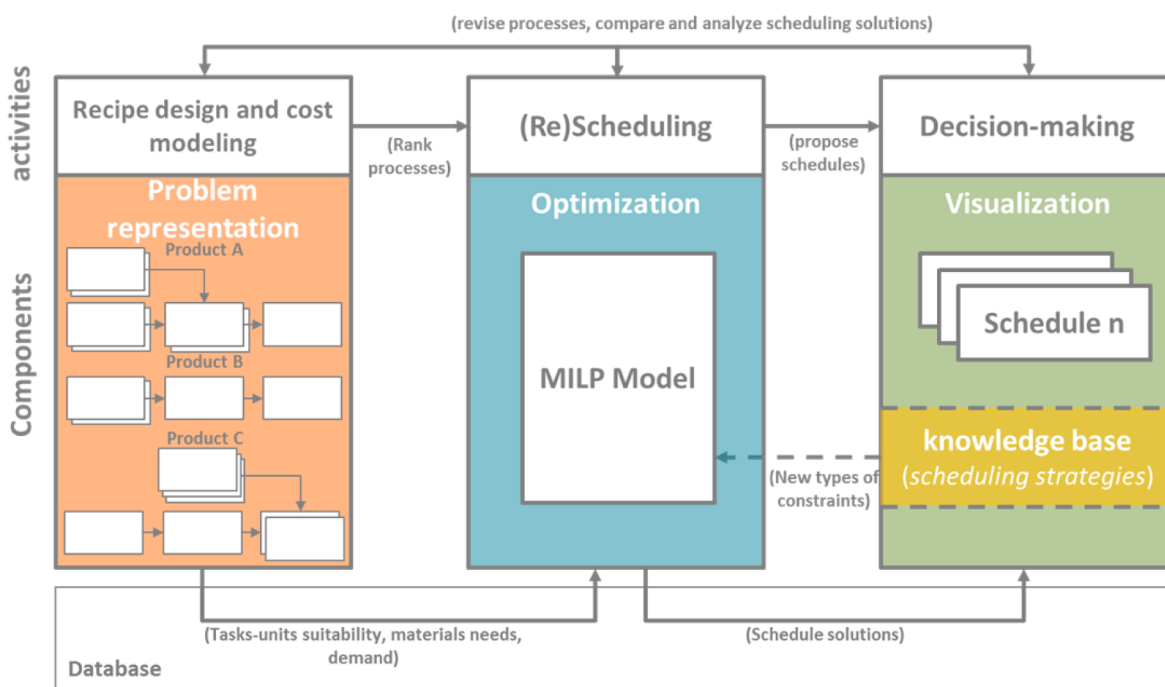 (revise processes, compare and analyze scheduling solutions)
activities
Recipe design and cost
modeling
(Rank
processes)
(Re)Scheduling
(propose
schedules)
Decision-making
Components
Problem
representation
Product A
Product B
Product C
Optimization
MILP Model
Visualization
Schedule n
knowledge base
(scheduling strategies)
(New types of
constraints)
(Tasks-units suitability, materials needs,
demand)
(Schedule solutions)
Database